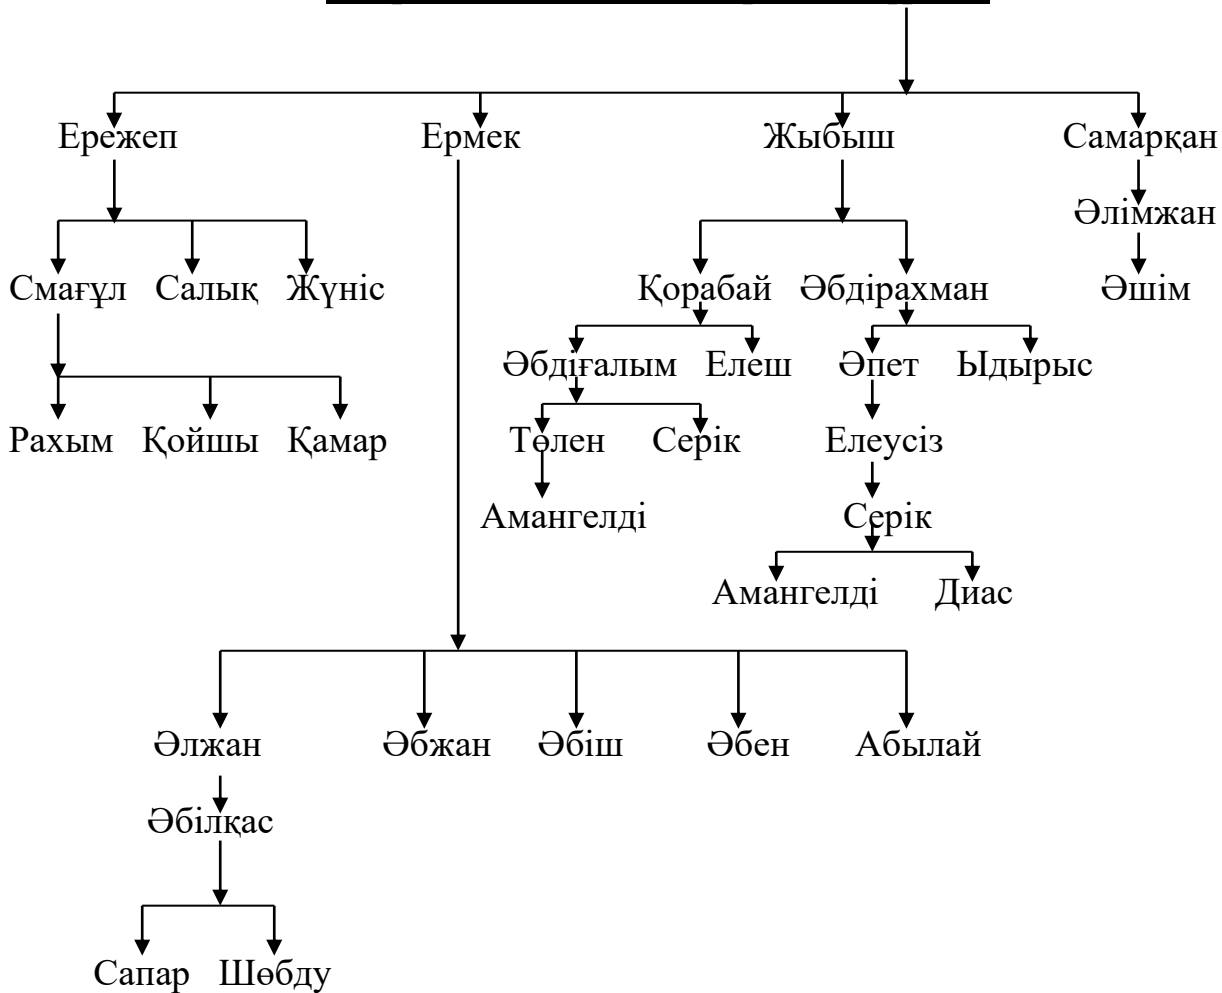 Ережеп Ермек Жыбыш Самарқан
Әлімжан
Смағұл Салық Жүніс Қорабай Әбдірахман Әшім
Әбдіғалым Елеш Әпет Ыдырыс
Рахым Қойшы Қамар Төлен Серік Елеусіз
Амангелді Серік
Амангелді Диас
Әлжан Әбжан Әбіш Әбен Абылай
Әбілқас
Сапар Шөбду